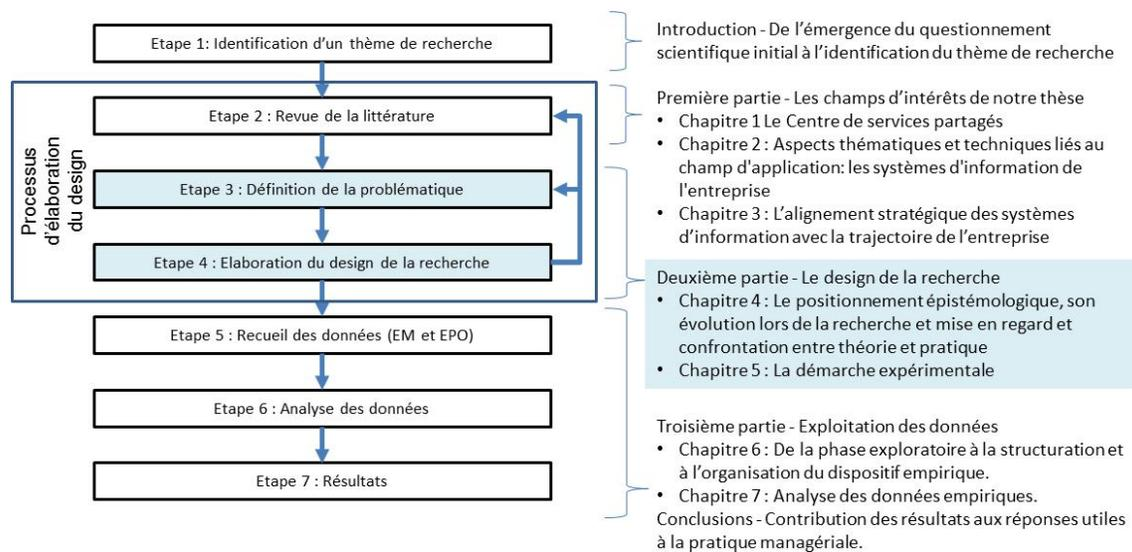 Etape 1: Identification d'un thème de recherche
Processus
d'élaboration
du design
Etape 2 : Revue de la littérature
Etape 3 : Définition de la problématique
Etape 4 : Elaboration du design de la recherche
Etape 5 : Recueil des données (EM et EPO)
Etape 6 : Analyse des données
Etape 7 : Résultats
Introduction - De l'émergence du questionnement
scientifique initial à l'identification du thème de recherche
Première partie - Les champs d'intérêts de notre thèse
• Chapitre 1 Le Centre de services partagés
• Chapitre 2 : Aspects thématiques et techniques liés au
champ d'application: les systèmes d'information de
l'entreprise
• Chapitre 3 : L'alignement stratégique des systèmes
d'information avec la trajectoire de l'entreprise
Deuxième partie - Le design de la recherche
• Chapitre 4 : Le positionnement épistémologique, son
évolution lors de la recherche et mise en regard et
confrontation entre théorie et pratique
• Chapitre 5 : La démarche expérimentale
Troisième partie - Exploitation des données
• Chapitre 6 : De la phase exploratoire à la structuration et
à l'organisation du dispositif empirique.
• Chapitre 7 : Analyse des données empiriques.
Conclusions - Contribution des résultats aux réponses utiles
à la pratique managériale.